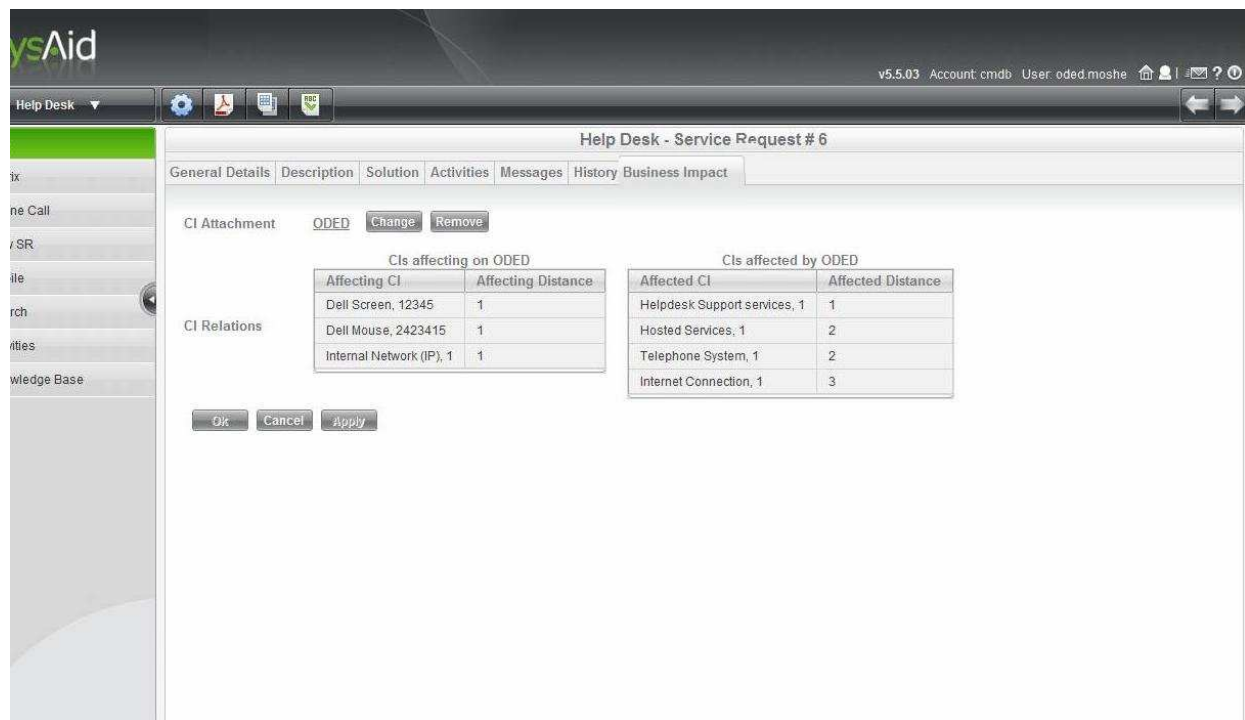 ysAid
v5.5.03 Account: cmdb User: oded.moshe
Help Desk
Help Desk - Service Request # 6
General Details Description Solution Activities Messages History Business Impact
ne Call
SR
ile
rch
vities
wledge Base
CI Attachment ODED Change Remove
CIs affecting on ODED CIs affected by ODED
Affecting CI Affecting Distance Affected CI Affected Distance
Dell Screen, 12345 1 Helpdesk Support services, 1 1
CI Relations Dell Mouse, 2423415 1 Hosted Services, 1 2
Internal Network (IP), 1 1 Telephone System, 1 2
Internet Connection, 1 3
Ok Cancel Apply